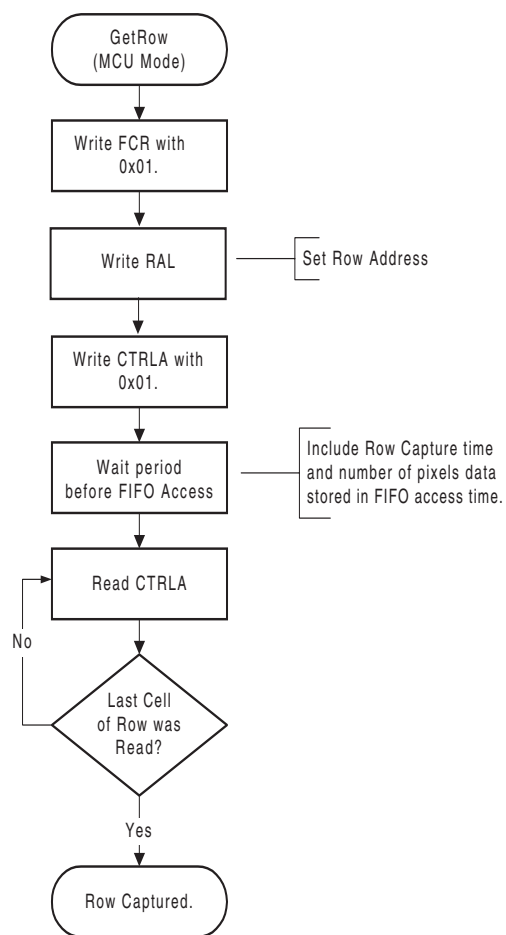 GetRow
(MCU Mode)
Write FCR with
0x01.
Write RAL
Set Row Address
Write CTRLA with
0x01.
Wait period
before FIFO Access
Include Row Capture time
and number of pixels data
stored in FIFO access time.
Read CTRLA
No
Last Cell
of Row was
Read?
Yes
Row Captured.